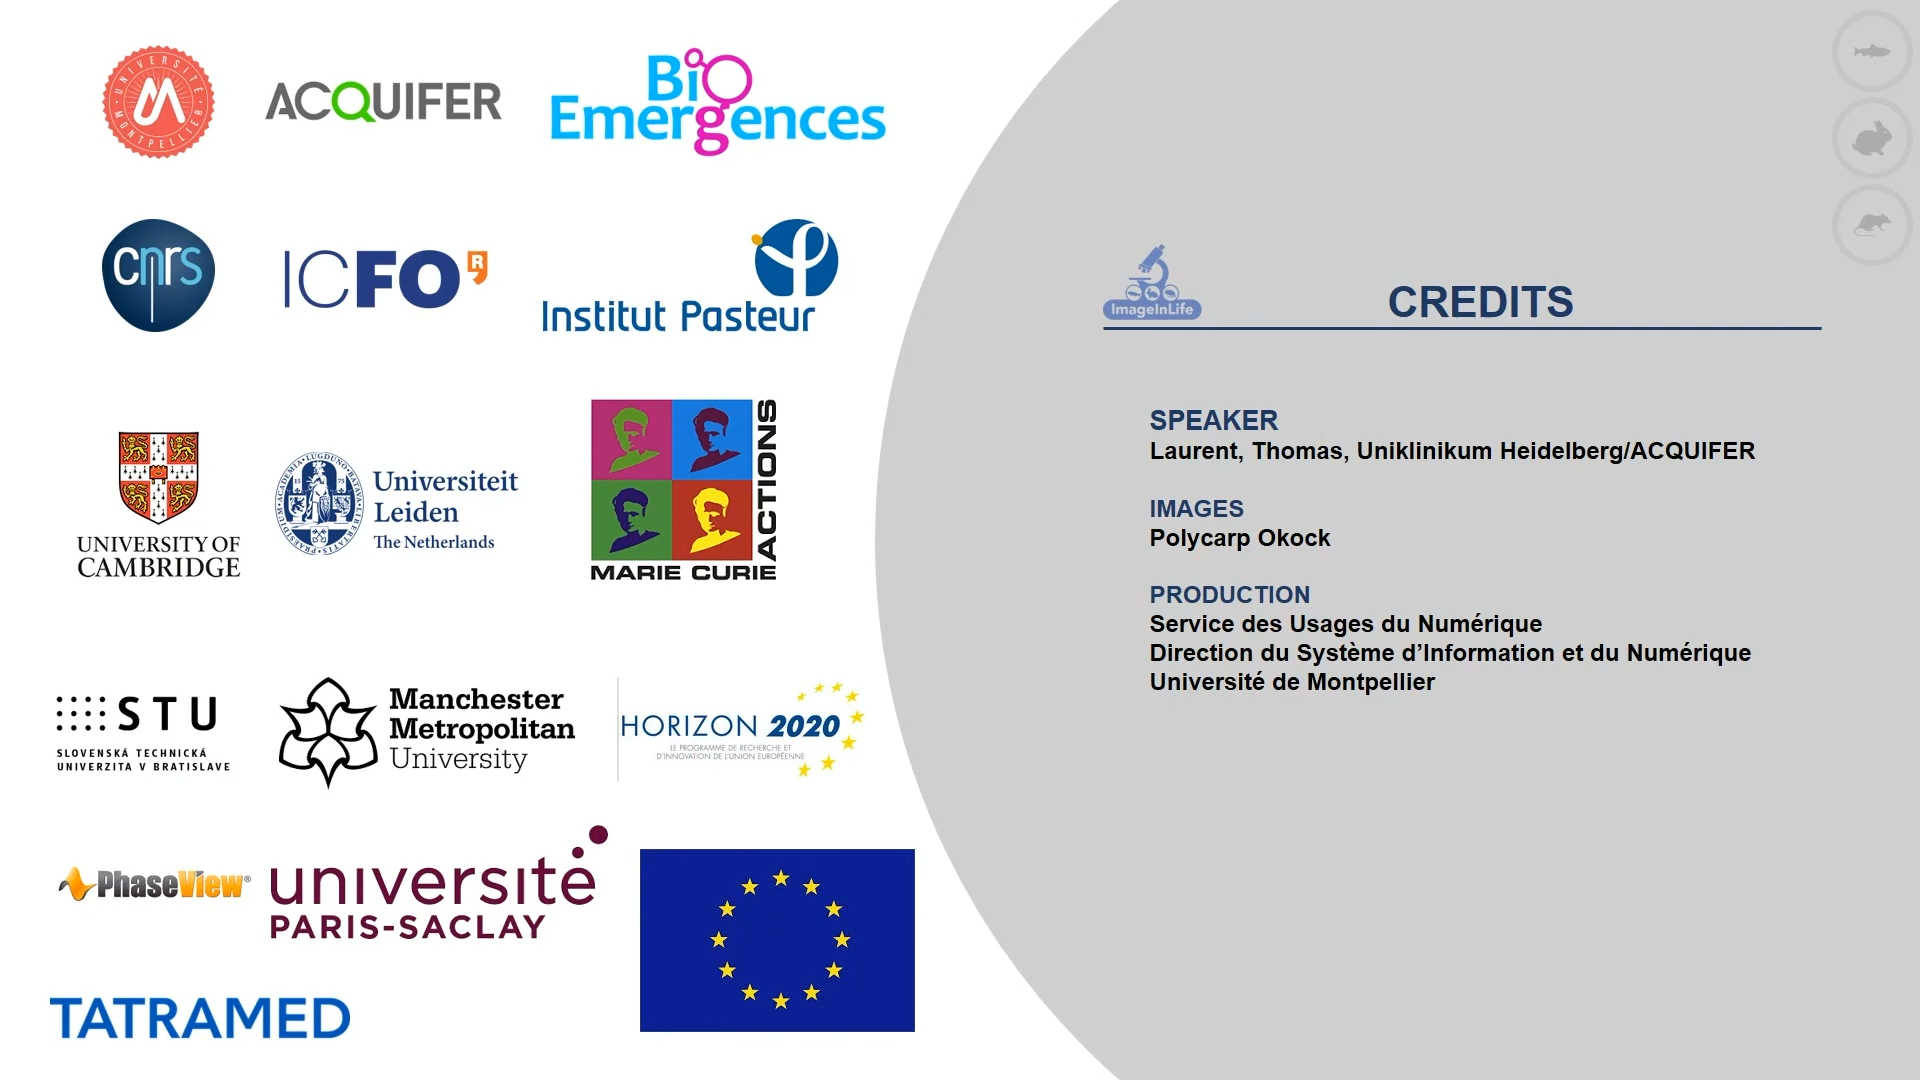 UNIVERSITÉ
MONTPELLIER
ACQUIFER
Bio
Emergences
cnrs
ICFO R
Institut Pasteur
UNIVERSITY OF
CAMBRIDGE
Universiteit
Leiden
The Netherlands
MARIE CURIE
ACTIONS
STU
SLOVENSKÁ TECHNICKÁ
UNIVERZITA V BRATISLAVE
Manchester
Metropolitan
University
HORIZON 2020
LE PROGRAMME DE RECHERCHE ET
D'INNOVATION DE L'UNION EUROPÉENNE
PhaseView®
université
PARIS-SACLAY
TATRAMED
ImageInLife
CREDITS
SPEAKER
Laurent, Thomas, Uniklinikum Heidelberg/ACQUIFER
IMAGES
Polycarp Okock
PRODUCTION
Service des Usages du Numérique
Direction du Système d’Information et du Numérique
Université de Montpellier